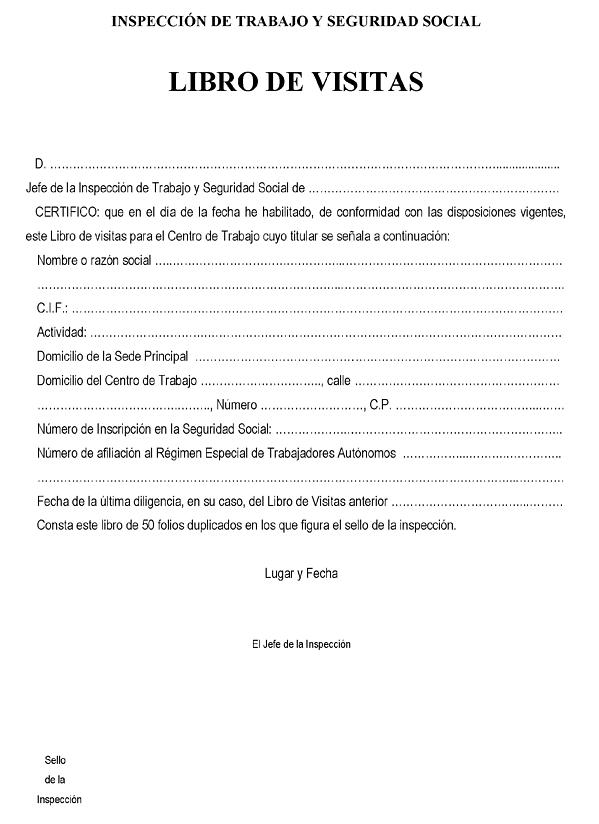 INSPECCIÓN DE TRABAJO Y SEGURIDAD SOCIAL
LIBRO DE VISITAS
D. ……………………………………………………………………………………………………......................
Jefe de la Inspección de Trabajo y Seguridad Social de …………………………………………………………
CERTIFICO: que en el día de la fecha he habilitado, de conformidad con las disposiciones vigentes,
este Libro de visitas para el Centro de Trabajo cuyo titular se señala a continuación:
Nombre o razón social …..……………………………………..…………………………………………………
……………………………………………………………………..………………………………………………….
C.I.F.: …………………………………………………………………………………………………………………
Actividad: ………………………….…………………………………………………………………………………
Domicilio de la Sede Principal …………………………………………………………………………………….
Domicilio del Centro de Trabajo ………………………….., calle ………………………………………………
……………………………….………., Número ………………………, C.P. ………………………………..……
Número de Inscripción en la Seguridad Social: ………………………………………………………………….
Número de afiliación al Régimen Especial de Trabajadores Autónomos ……………...……….…………..
……………………………………………………………………………………………………………...…………
Fecha de la última diligencia, en su caso, del Libro de Visitas anterior ……………………………...………
Consta este libro de 50 folios duplicados en los que figura el sello de la inspección.
Lugar y Fecha
El Jefe de la Inspección
Sello
de la
Inspección